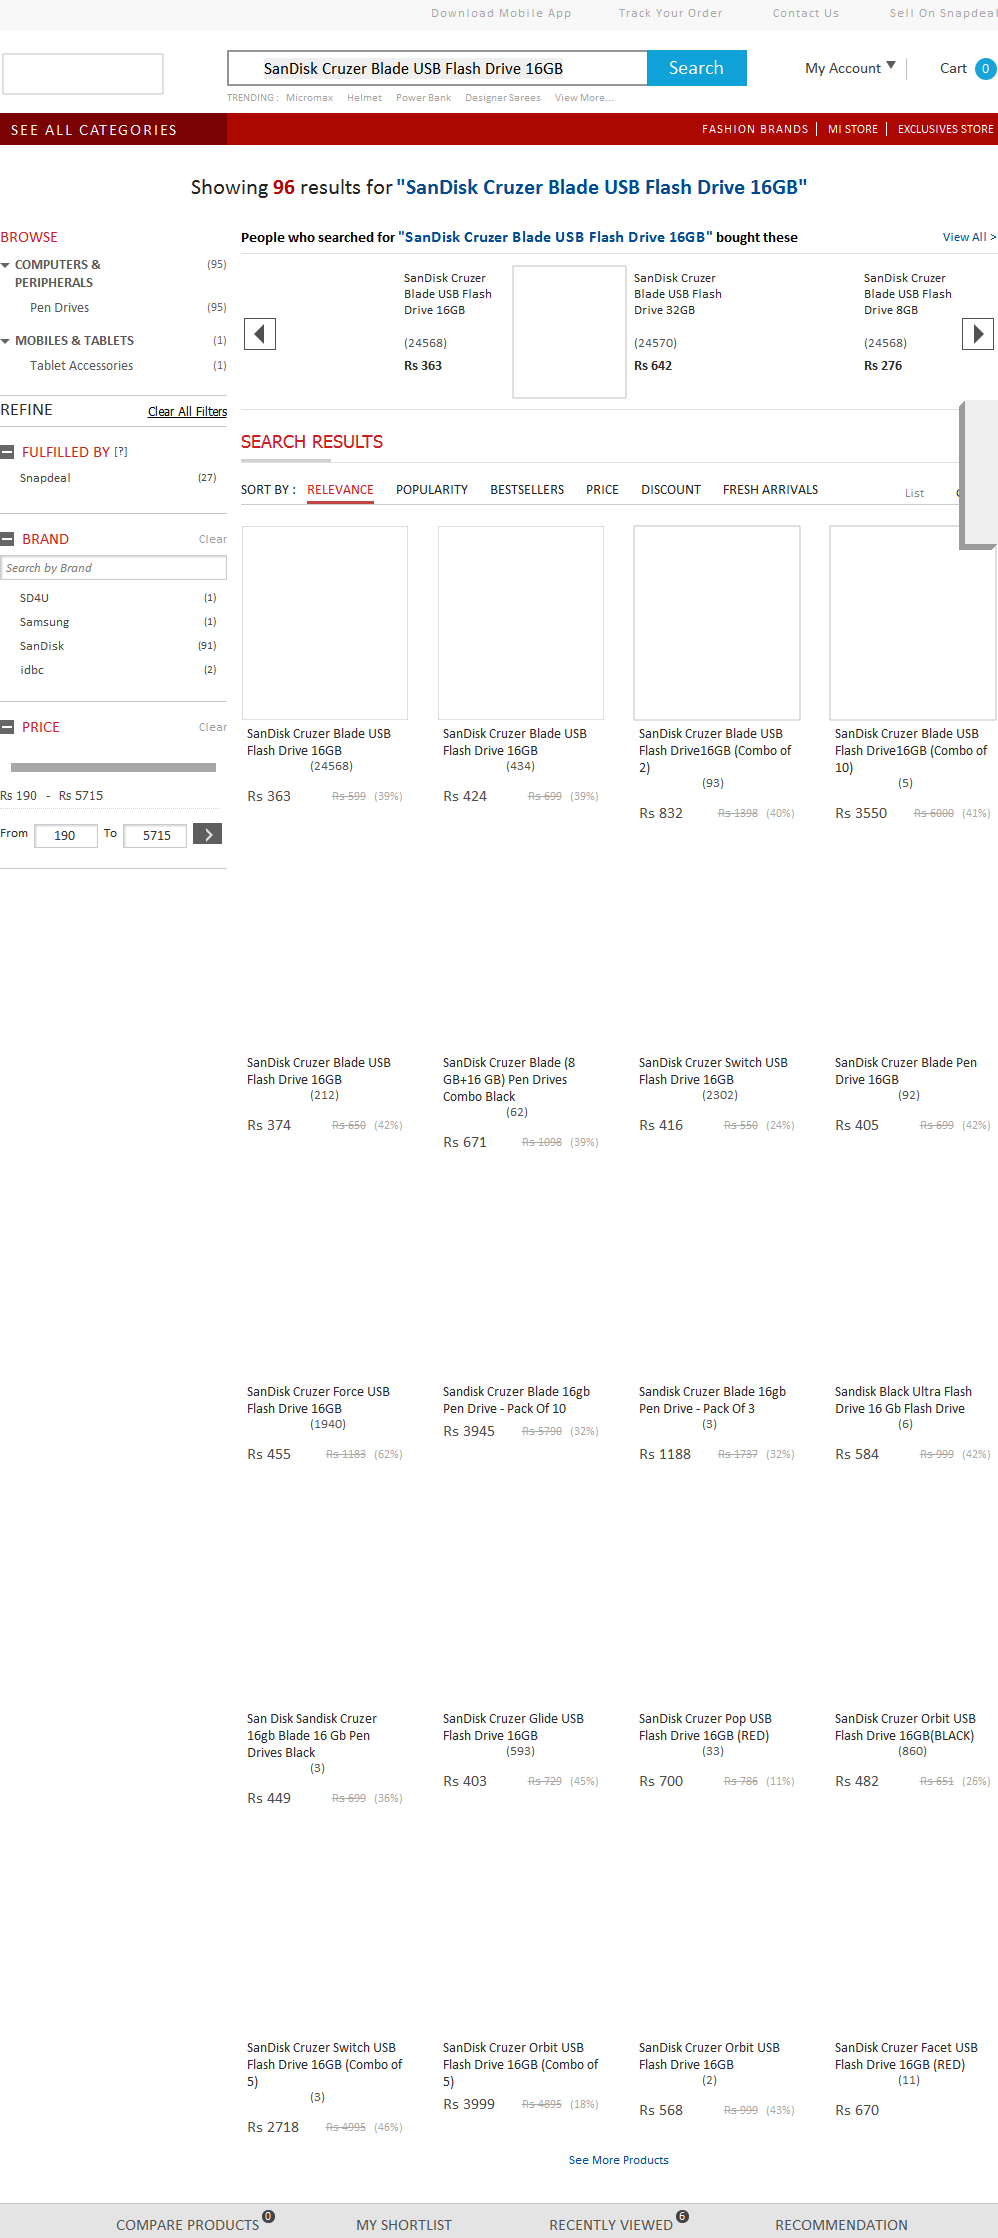 Download Mobile App Track Your Order Contact Us Sell On Snapdeal
SanDisk Cruzer Blade USB Flash Drive 16GB Search My Account Cart 0
TRENDING : Micromax Helmet Power Bank Designer Sarees View More...
SEE ALL CATEGORIES FASHION BRANDS MI STORE EXCLUSIVES STORE
Showing 96 results for "SanDisk Cruzer Blade USB Flash Drive 16GB"
BROWSE
COMPUTERS & (95)
PERIPHERALS
Pen Drives (95)
MOBILES & TABLETS (1)
Tablet Accessories (1)
REFINE Clear All Filters
FULFILLED BY [?]
Snapdeal (27)
BRAND Clear
Search by Brand
SD4U (1)
Samsung (1)
SanDisk (91)
idbc (2)
PRICE Clear
Rs 190 - Rs 5715
From 190 To 5715
People who searched for "SanDisk Cruzer Blade USB Flash Drive 16GB" bought these View All >
SanDisk Cruzer
Blade USB Flash
Drive 16GB
(24568)
Rs 363
SanDisk Cruzer
Blade USB Flash
Drive 32GB
(24570)
Rs 642
SanDisk Cruzer
Blade USB Flash
Drive 8GB
(24568)
Rs 276
SEARCH RESULTS
SORT BY : RELEVANCE POPULARITY BESTSELLERS PRICE DISCOUNT FRESH ARRIVALS List
SanDisk Cruzer Blade USB
Flash Drive 16GB
(24568)
Rs 363 Rs 599 (39%)
SanDisk Cruzer Blade USB
Flash Drive 16GB
(434)
Rs 424 Rs 699 (39%)
SanDisk Cruzer Blade USB
Flash Drive16GB (Combo of
2)
(93)
Rs 832 Rs 1398 (40%)
SanDisk Cruzer Blade USB
Flash Drive16GB (Combo of
10)
(5)
Rs 3550 Rs 6000 (41%)
SanDisk Cruzer Blade USB
Flash Drive 16GB
(212)
Rs 374 Rs 650 (42%)
SanDisk Cruzer Blade (8
GB+16 GB) Pen Drives
Combo Black
(62)
Rs 671 Rs 1098 (39%)
SanDisk Cruzer Switch USB
Flash Drive 16GB
(2302)
Rs 416 Rs 550 (24%)
SanDisk Cruzer Blade Pen
Drive 16GB
(92)
Rs 405 Rs 699 (42%)
SanDisk Cruzer Force USB
Flash Drive 16GB
(1940)
Rs 455 Rs 1183 (62%)
Sandisk Cruzer Blade 16gb
Pen Drive - Pack Of 10
Rs 3945 Rs 5790 (32%)
Sandisk Cruzer Blade 16gb
Pen Drive - Pack Of 3
(3)
Rs 1188 Rs 1737 (32%)
Sandisk Black Ultra Flash
Drive 16 Gb Flash Drive
(6)
Rs 584 Rs 999 (42%)
San Disk Sandisk Cruzer
16gb Blade 16 Gb Pen
Drives Black
(3)
Rs 449 Rs 699 (36%)
SanDisk Cruzer Glide USB
Flash Drive 16GB
(593)
Rs 403 Rs 729 (45%)
SanDisk Cruzer Pop USB
Flash Drive 16GB (RED)
(33)
Rs 700 Rs 786 (11%)
SanDisk Cruzer Orbit USB
Flash Drive 16GB(BLACK)
(860)
Rs 482 Rs 651 (26%)
SanDisk Cruzer Switch USB
Flash Drive 16GB (Combo of
5)
(3)
Rs 2718 Rs 4995 (46%)
SanDisk Cruzer Orbit USB
Flash Drive 16GB (Combo of
5)
Rs 3999 Rs 4895 (18%)
SanDisk Cruzer Orbit USB
Flash Drive 16GB
(2)
Rs 568 Rs 999 (43%)
SanDisk Cruzer Facet USB
Flash Drive 16GB (RED)
(11)
Rs 670
See More Products
COMPARE PRODUCTS 0 MY SHORTLIST RECENTLY VIEWED 6 RECOMMENDATION